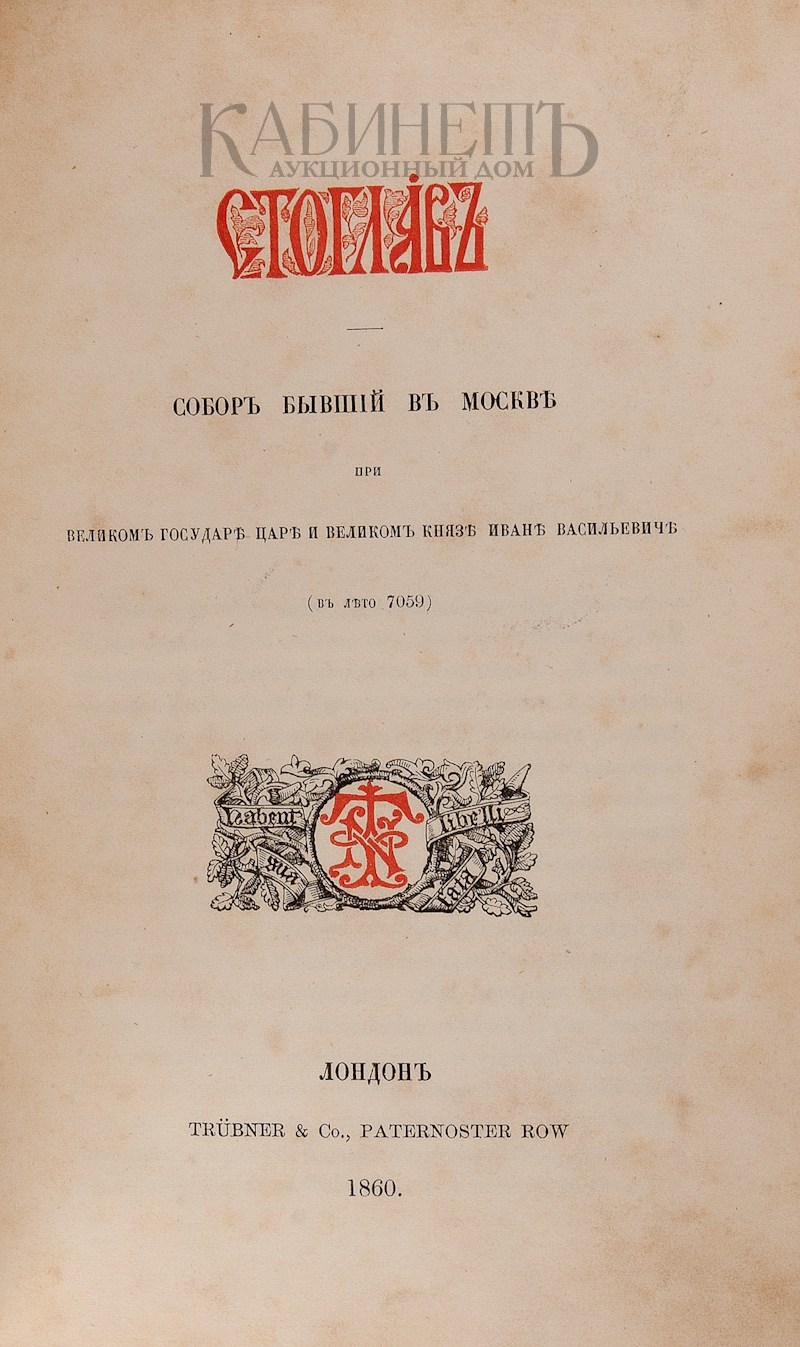 КАБИНЕТЪ
АУКЦИОННЫЙ ДОМ
СТОГЛАВЪ
СОБОРЪ БЫВШІЙ ВЪ МОСКВѢ
ПРИ
ВЕЛИКОМЪ ГОСУДАРѢ ЦАРѢ И ВЕЛИКОМЪ КНЯЗѢ ИВАНѢ ВАСИЛЬЕВИЧѢ
(въ лѣто 7059)
Habent libelli
sua fata
ЛОНДОНЪ
TRÜBNER & Co., PATERNOSTER ROW
1860.